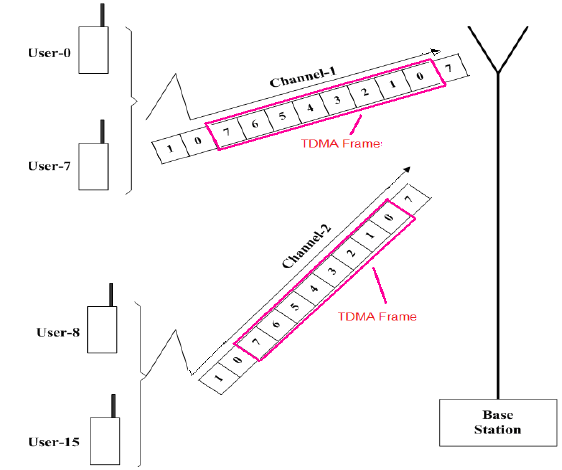 User-0
User-7
Channel-1
1 0 7 6 5 4 3 2 1 0 7
TDMA Frame
Channel-2
1 0 7 6 5 4 3 2 1 0 7
TDMA Frame
User-8
User-15
Base
Station